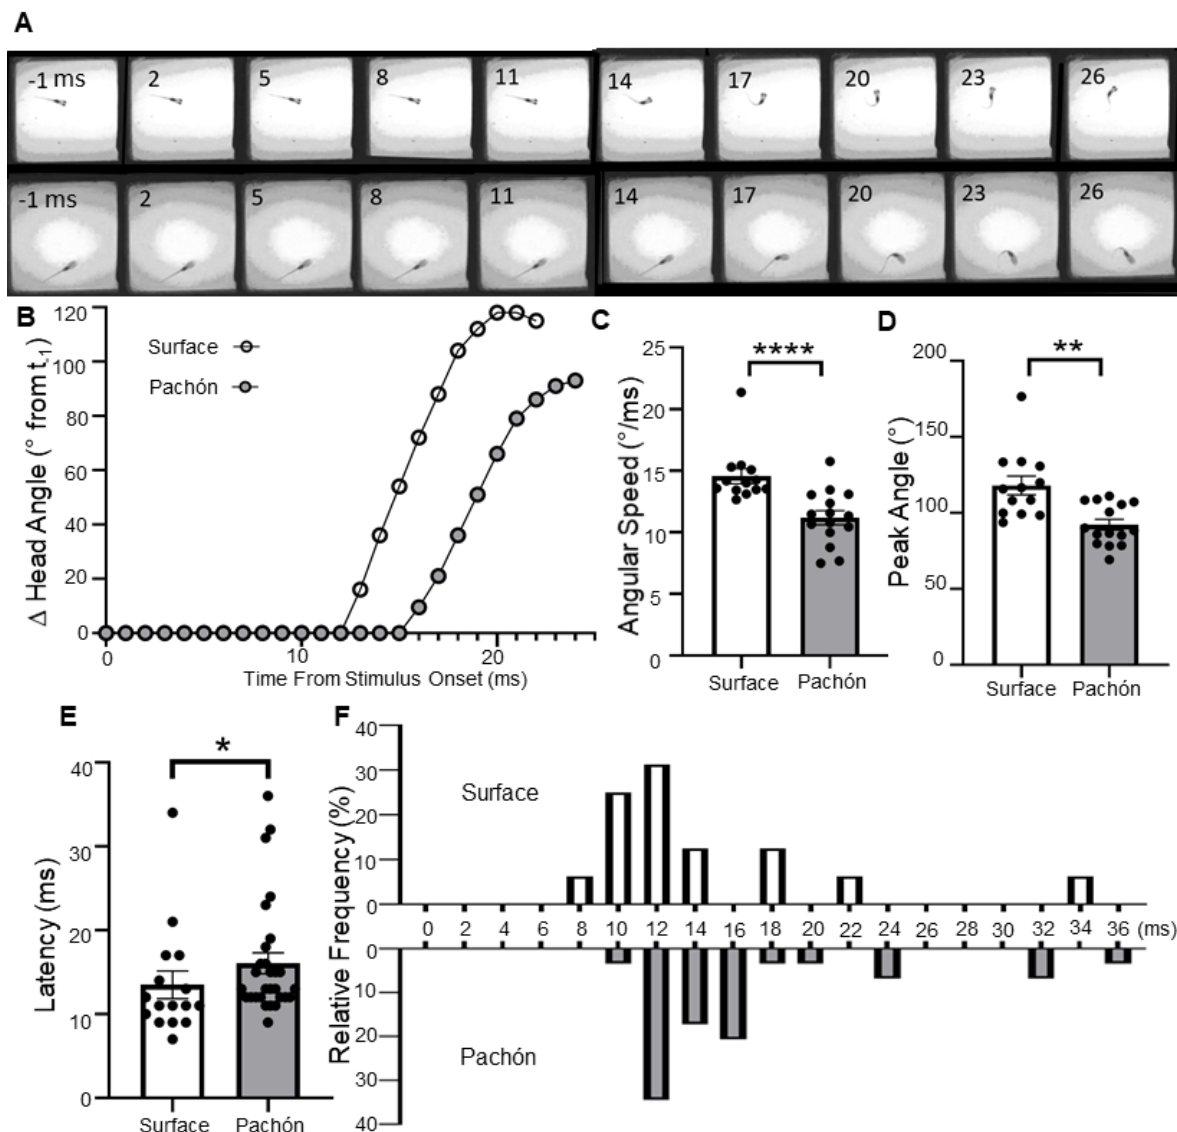 A
-1 ms 2 5 8 11 14 17 20 23 26
-1 ms 2 5 8 11 14 17 20 23 26
B
Δ Head Angle (° from t-1)
120
100
80
60
40
20
0
Surface
Pachón
0 10 20
Time From Stimulus Onset (ms)
C
Angular Speed (°/ms)
25
20
15
10
5
0
****
Surface Pachón
D
Peak Angle (°)
200
150
100
50
0
**
Surface Pachón
E
Latency (ms)
40
30
20
10
0
*
Surface Pachón
F
Relative Frequency (%)
40
30
20
10
0
Surface
0 2 4 6 8 10 12 14 16 18 20 22 24 26 28 30 32 34 36 (ms)
0
10
20
30
40
Pachón